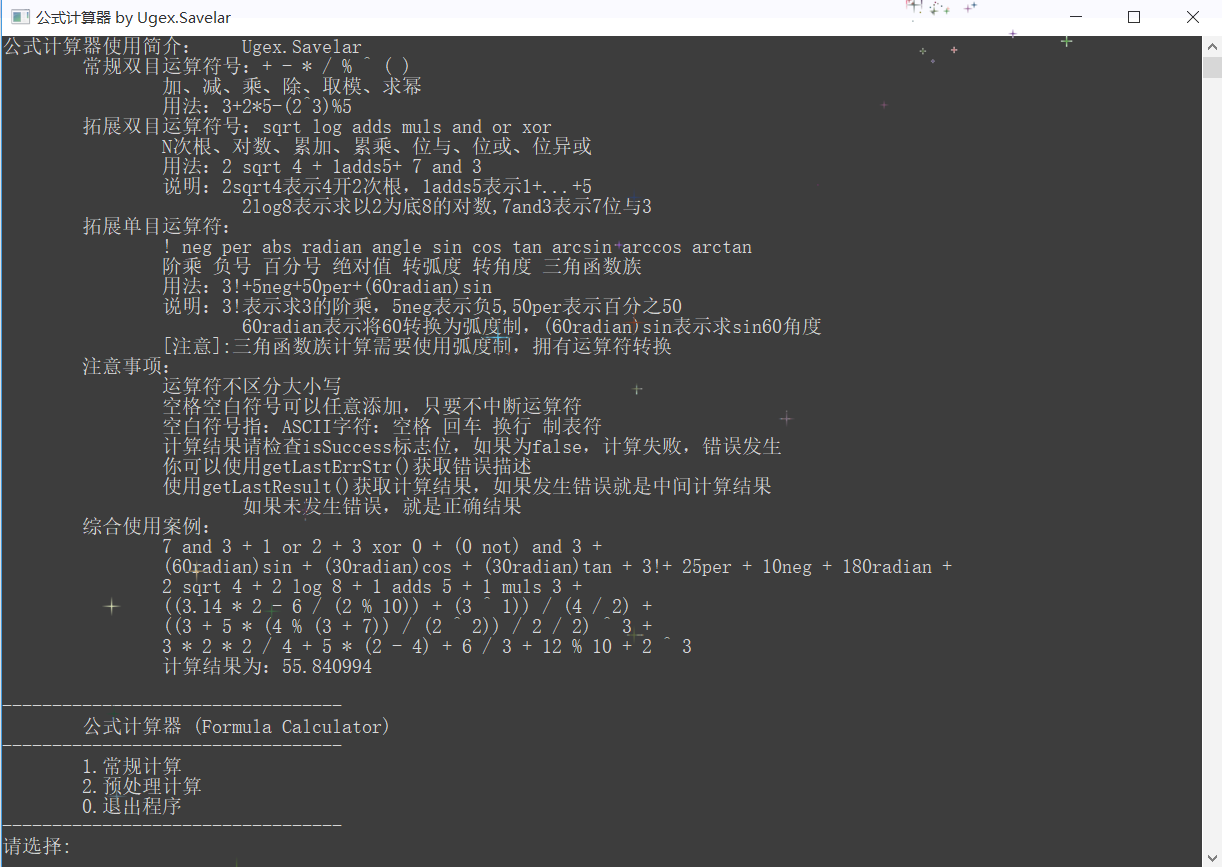 公式计算器 by Ugex.Savelar
公式计算器使用简介： Ugex.Savelar
常规双目运算符号：+ - * / % ^ ( )
加、减、乘、除、取模、求幂
用法：3+2*5-(2^3)%5
拓展双目运算符号：sqrt log adds muls and or xor
N次根、对数、累加、累乘、位与、位或、位异或
用法：2 sqrt 4 + 1adds5+ 7 and 3
说明：2sqrt4表示4开2次根，1adds5表示1+...+5
2log8表示求以2为底8的对数,7and3表示7位与3
拓展单目运算符：
! neg per abs radian angle sin cos tan arcsin arccos arctan
阶乘 负号 百分号 绝对值 转弧度 转角度 三角函数族
用法：3!+5neg+50per+(60radian)sin
说明：3!表示求3的阶乘，5neg表示负5,50per表示百分之50
60radian表示将60转换为弧度制，(60radian)sin表示求sin60角度
[注意]:三角函数族计算需要使用弧度制，拥有运算符转换
注意事项：
运算符不区分大小写
空格空白符号可以任意添加，只要不中断运算符
空白符号指：ASCII字符：空格 回车 换行 制表符
计算结果请检查isSuccess标志位，如果为false，计算失败，错误发生
你可以使用getLastErrStr()获取错误描述
使用getLastResult()获取计算结果，如果发生错误就是中间计算结果
如果未发生错误，就是正确结果
综合使用案例：
7 and 3 + 1 or 2 + 3 xor 0 + (0 not) and 3 +
(60radian)sin + (30radian)cos + (30radian)tan + 3!+ 25per + 10neg + 180radian +
2 sqrt 4 + 2 log 8 + 1 adds 5 + 1 muls 3 +
((3.14 * 2 - 6 / (2 % 10)) + (3 ^ 1)) / (4 / 2) +
((3 + 5 * (4 % (3 + 7)) / (2 ^ 2)) / 2 / 2) ^ 3 +
3 * 2 * 2 / 4 + 5 * (2 - 4) + 6 / 3 + 12 % 10 + 2 ^ 3
计算结果为：55.840994
----------------------------------
公式计算器 (Formula Calculator)
----------------------------------
1.常规计算
2.预处理计算
0.退出程序
----------------------------------
请选择: